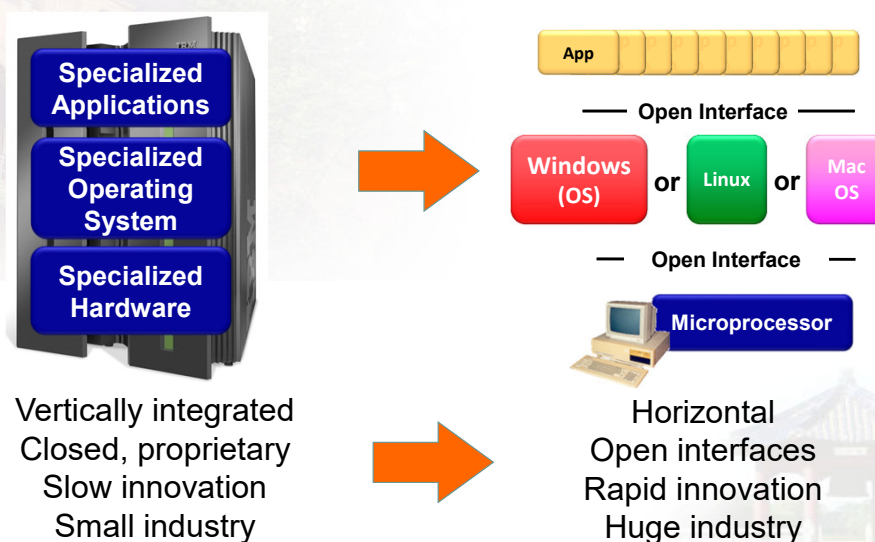 Specialized
Applications
Specialized
Operating
System
Specialized
Hardware
Vertically integrated
Closed, proprietary
Slow innovation
Small industry
App
Open Interface
Windows
(OS)
or
Linux
or
Mac
OS
Open Interface
Microprocessor
Horizontal
Open interfaces
Rapid innovation
Huge industry